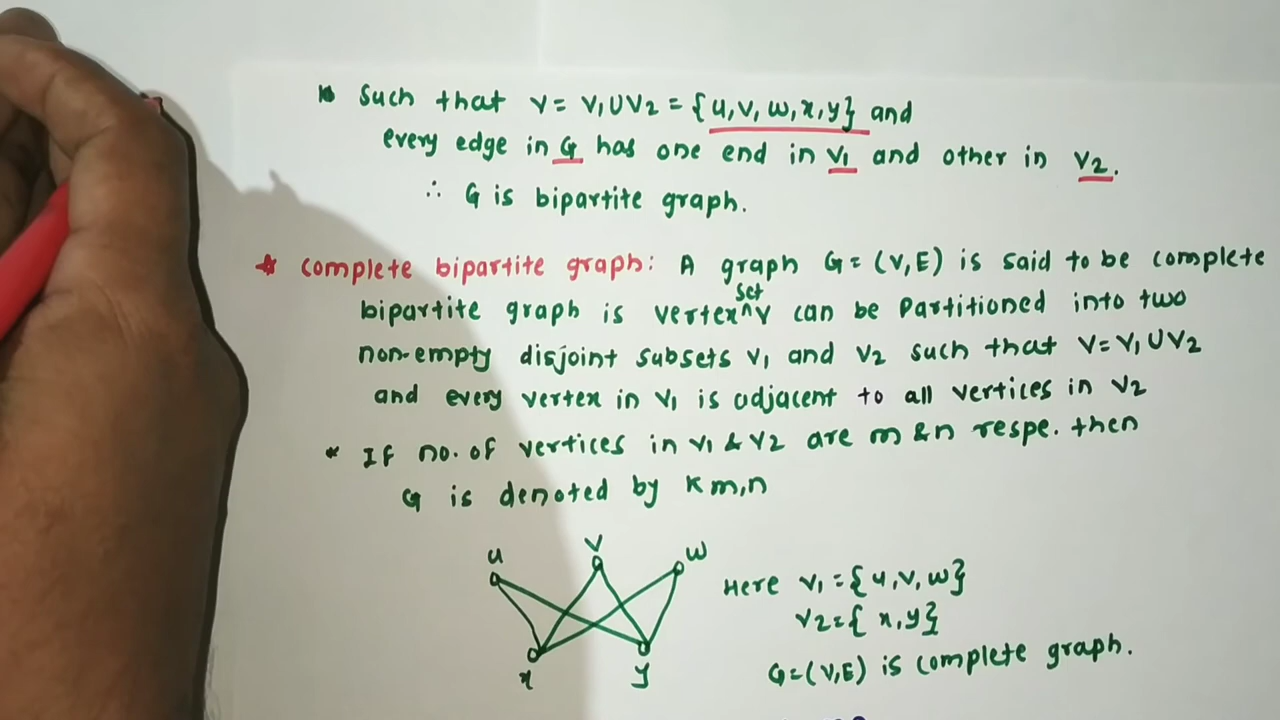 Such that V = V1 U V2 = {u, v, w, x, y} and
every edge in G has one end in V1 and other in V2.
∴ G is bipartite graph.
* Complete bipartite graph: A graph G = (V, E) is said to be complete
set
bipartite graph is vertex ^ V can be Partitioned into two
non-empty disjoint subsets V1 and V2 such that V = V1 U V2
and every vertex in V1 is adjacent to all vertices in V2
* If no. of vertices in V1 & V2 are m & n respe. then
G is denoted by Km,n
u v w
Here V1 = {u, v, w}
V2 = { x, y}
x y
G = (V, E) is complete graph.